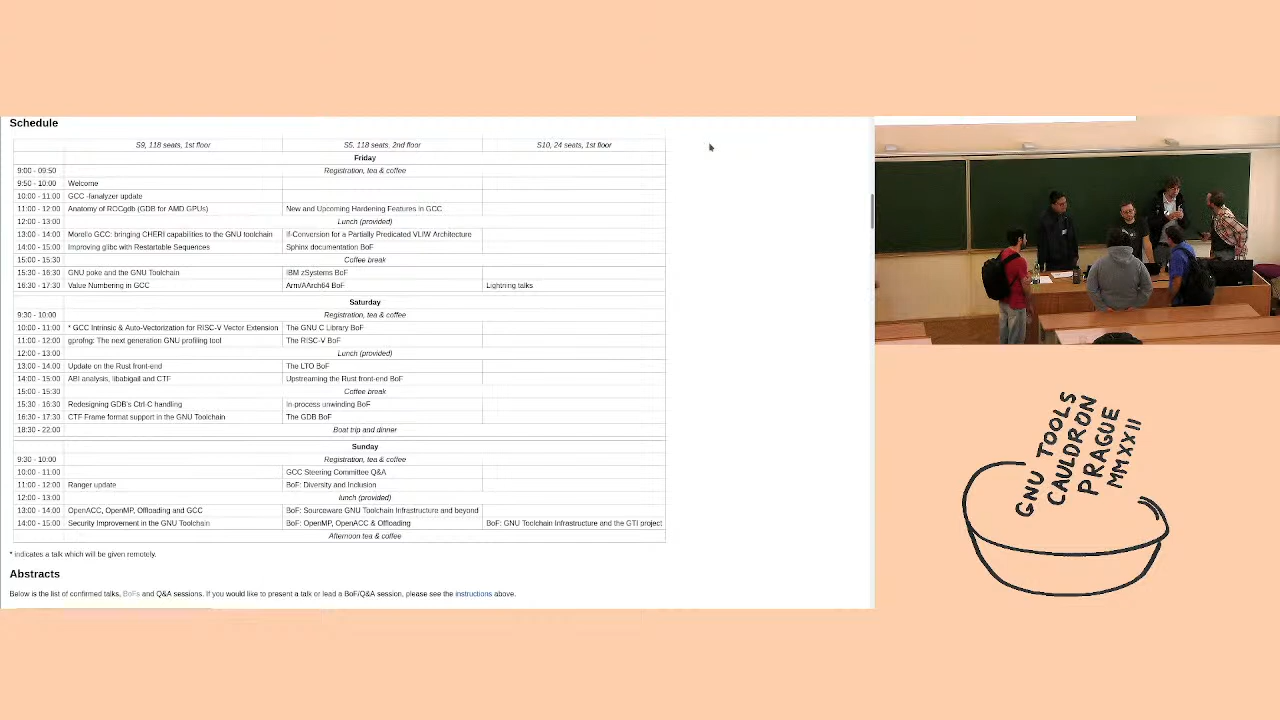 Schedule
S9, 118 seats, 1st floor S5, 118 seats, 2nd floor S10, 24 seats, 1st floor
Friday
9:00 - 09:50 Registration, tea & coffee
9:50 - 10:00 Welcome
10:00 - 11:00 GCC -fanalyzer update
11:00 - 12:00 Anatomy of ROCgdb (GDB for AMD GPUs) New and Upcoming Hardening Features in GCC
12:00 - 13:00 Lunch (provided)
13:00 - 14:00 Morello GCC: bringing CHERI capabilities to the GNU toolchain If-Conversion for a Partially Predicated VLIW Architecture
14:00 - 15:00 Improving glibc with Restartable Sequences Sphinx documentation BoF
15:00 - 15:30 Coffee break
15:30 - 16:30 GNU poke and the GNU Toolchain IBM zSystems BoF
16:30 - 17:30 Value Numbering in GCC Arm/AArch64 BoF Lightning talks
Saturday
9:30 - 10:00 Registration, tea & coffee
10:00 - 11:00 * GCC Intrinsic & Auto-Vectorization for RISC-V Vector Extension The GNU C Library BoF
11:00 - 12:00 gprofng: The next generation GNU profiling tool The RISC-V BoF
12:00 - 13:00 Lunch (provided)
13:00 - 14:00 Update on the Rust front-end The LTO BoF
14:00 - 15:00 ABI analysis, libabigail and CTF Upstreaming the Rust front-end BoF
15:00 - 15:30 Coffee break
15:30 - 16:30 Redesigning GDB's Ctrl-C handling In-process unwinding BoF
16:30 - 17:30 CTF Frame format support in the GNU Toolchain The GDB BoF
18:30 - 22:00 Boat trip and dinner
Sunday
9:30 - 10:00 Registration, tea & coffee
10:00 - 11:00 GCC Steering Committee Q&A
11:00 - 12:00 Ranger update BoF: Diversity and Inclusion
12:00 - 13:00 lunch (provided)
13:00 - 14:00 OpenACC, OpenMP, Offloading and GCC BoF: Sourceware GNU Toolchain Infrastructure and beyond
14:00 - 15:00 Security Improvement in the GNU Toolchain BoF: OpenMP, OpenACC & Offloading BoF: GNU Toolchain Infrastructure and the GTI project
Afternoon tea & coffee
* indicates a talk which will be given remotely.
Abstracts
Below is the list of confirmed talks, BoFs and Q&A sessions. If you would like to present a talk or lead a BoF/Q&A session, please see the instructions above.
GNU TOOLS
CAULDRON
PRAGUE
MMXXII